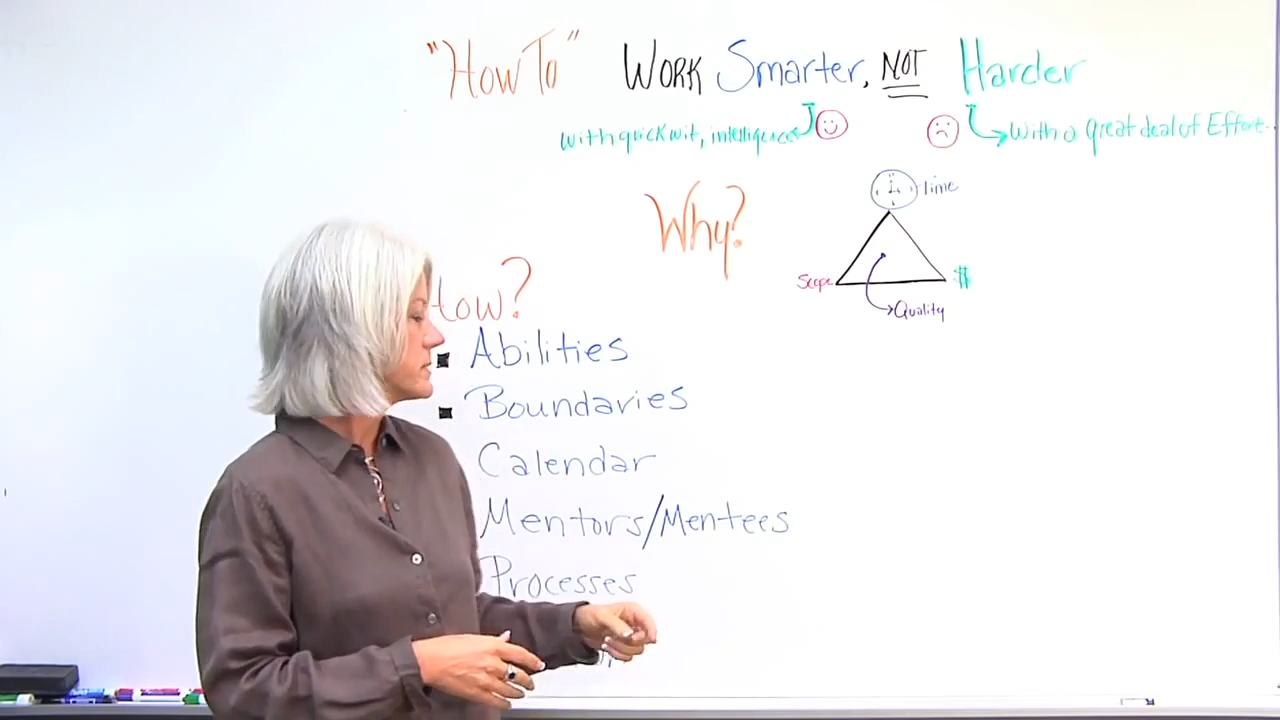 "How To" Work Smarter, NOT Harder
with quick wit, intelligence
With a Great deal of Effort
Why?
Time
Scope
$
Quality
How?
Abilities
Boundaries
Calendar
Mentors/Mentees
Processes